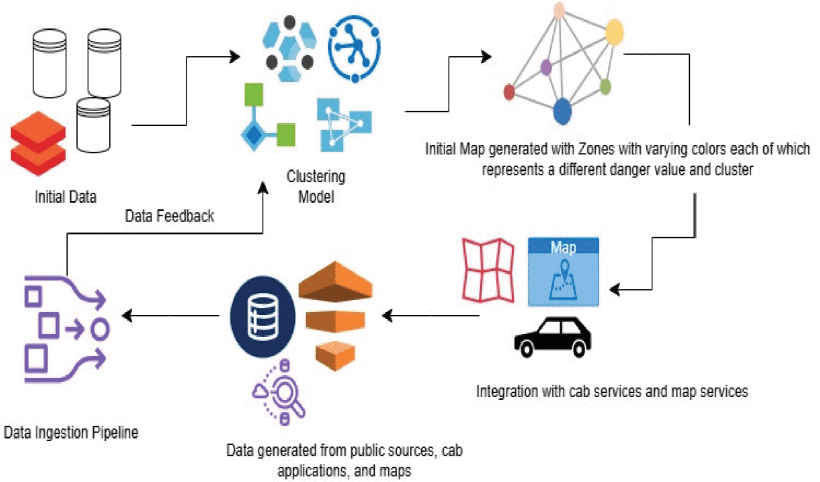 Initial Data
Clustering
Model
Initial Map generated with Zones with varying colors each of which
represents a different danger value and cluster
Data Feedback
Map
Integration with cab services and map services
Data generated from public sources, cab
applications, and maps
Data Ingestion Pipeline